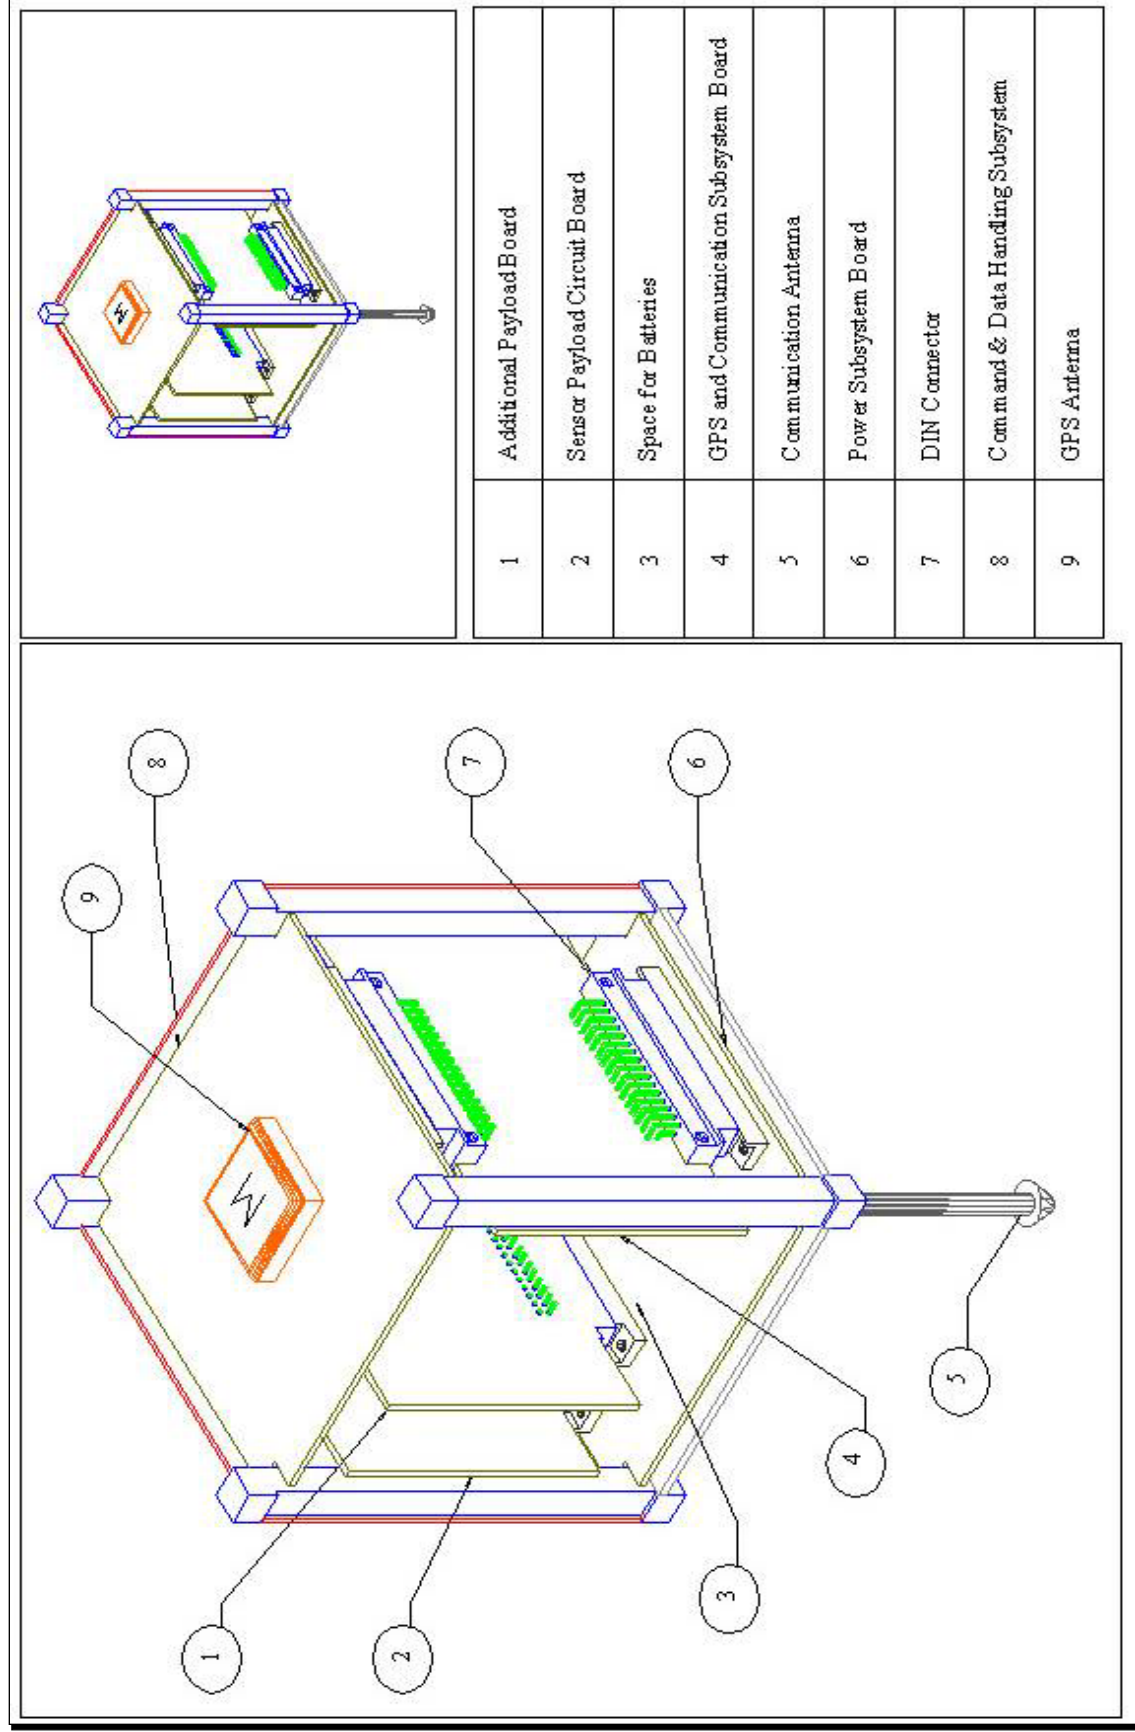 1
2
3
4
5
6
7
8
9
1 Additional Payload Board
2 Sensor Payload Circuit Board
3 Space for Batteries
4 GPS and Communication Subsystem Board
5 Communication Antenna
6 Power Subsystem Board
7 DIN Connector
8 Command & Data Handling Subsystem
9 GPS Antenna